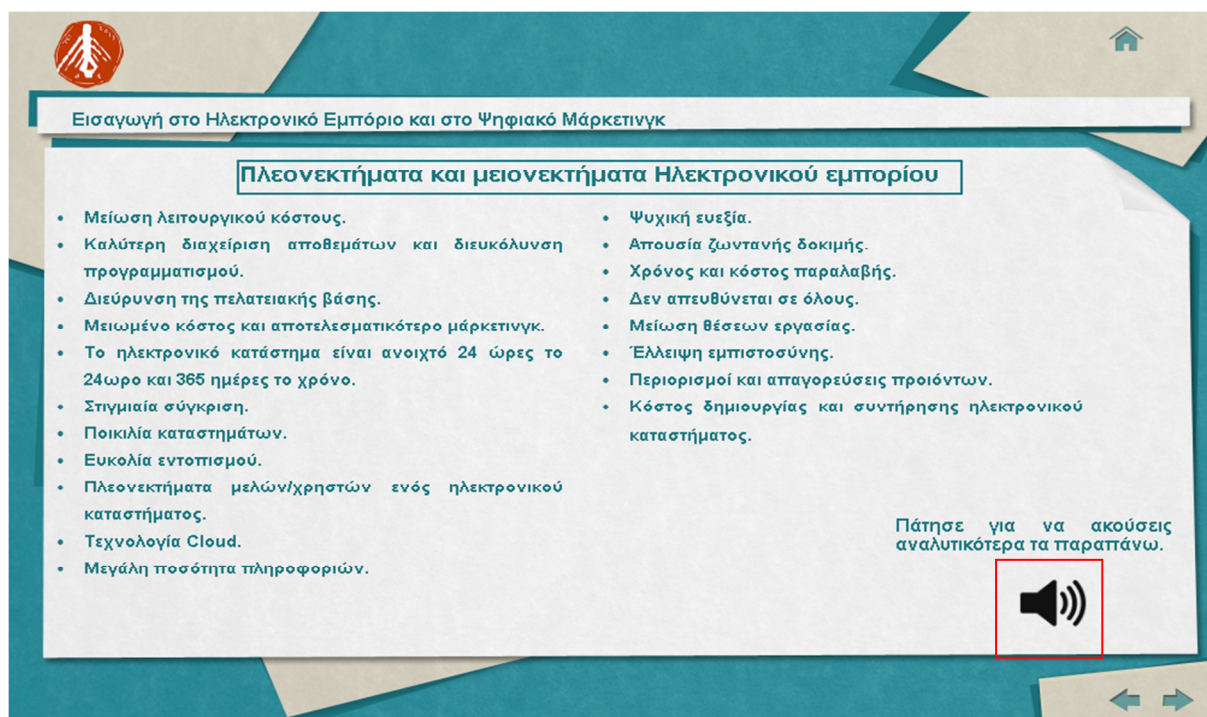 Εισαγωγή στο Ηλεκτρονικό Εμπόριο και στο Ψηφιακό Μάρκετινγκ
Πλεονεκτήματα και μειονεκτήματα Ηλεκτρονικού εμπορίου
• Μείωση λειτουργικού κόστους.
• Καλύτερη διαχείριση αποθεμάτων και διευκόλυνση
προγραμματισμού.
• Διεύρυνση της πελατειακής βάσης.
• Μειωμένο κόστος και αποτελεσματικότερο μάρκετινγκ.
• Το ηλεκτρονικό κατάστημα είναι ανοιχτό 24 ώρες το
24ωρο και 365 ημέρες το χρόνο.
• Στιγμιαία σύγκριση.
• Ποικιλία καταστημάτων.
• Ευκολία εντοπισμού.
• Πλεονεκτήματα μελών/χρηστών ενός ηλεκτρονικού
καταστήματος.
• Τεχνολογία Cloud.
• Μεγάλη ποσότητα πληροφοριών.
• Ψυχική ευεξία.
• Απουσία ζωντανής δοκιμής.
• Χρόνος και κόστος παραλαβής.
• Δεν απευθύνεται σε όλους.
• Μείωση θέσεων εργασίας.
• Έλλειψη εμπιστοσύνης.
• Περιορισμοί και απαγορεύσεις προιόντων.
• Κόστος δημιουργίας και συντήρησης ηλεκτρονικού
καταστήματος.
Πάτησε για να ακούσεις
αναλυτικότερα τα παραπάνω.